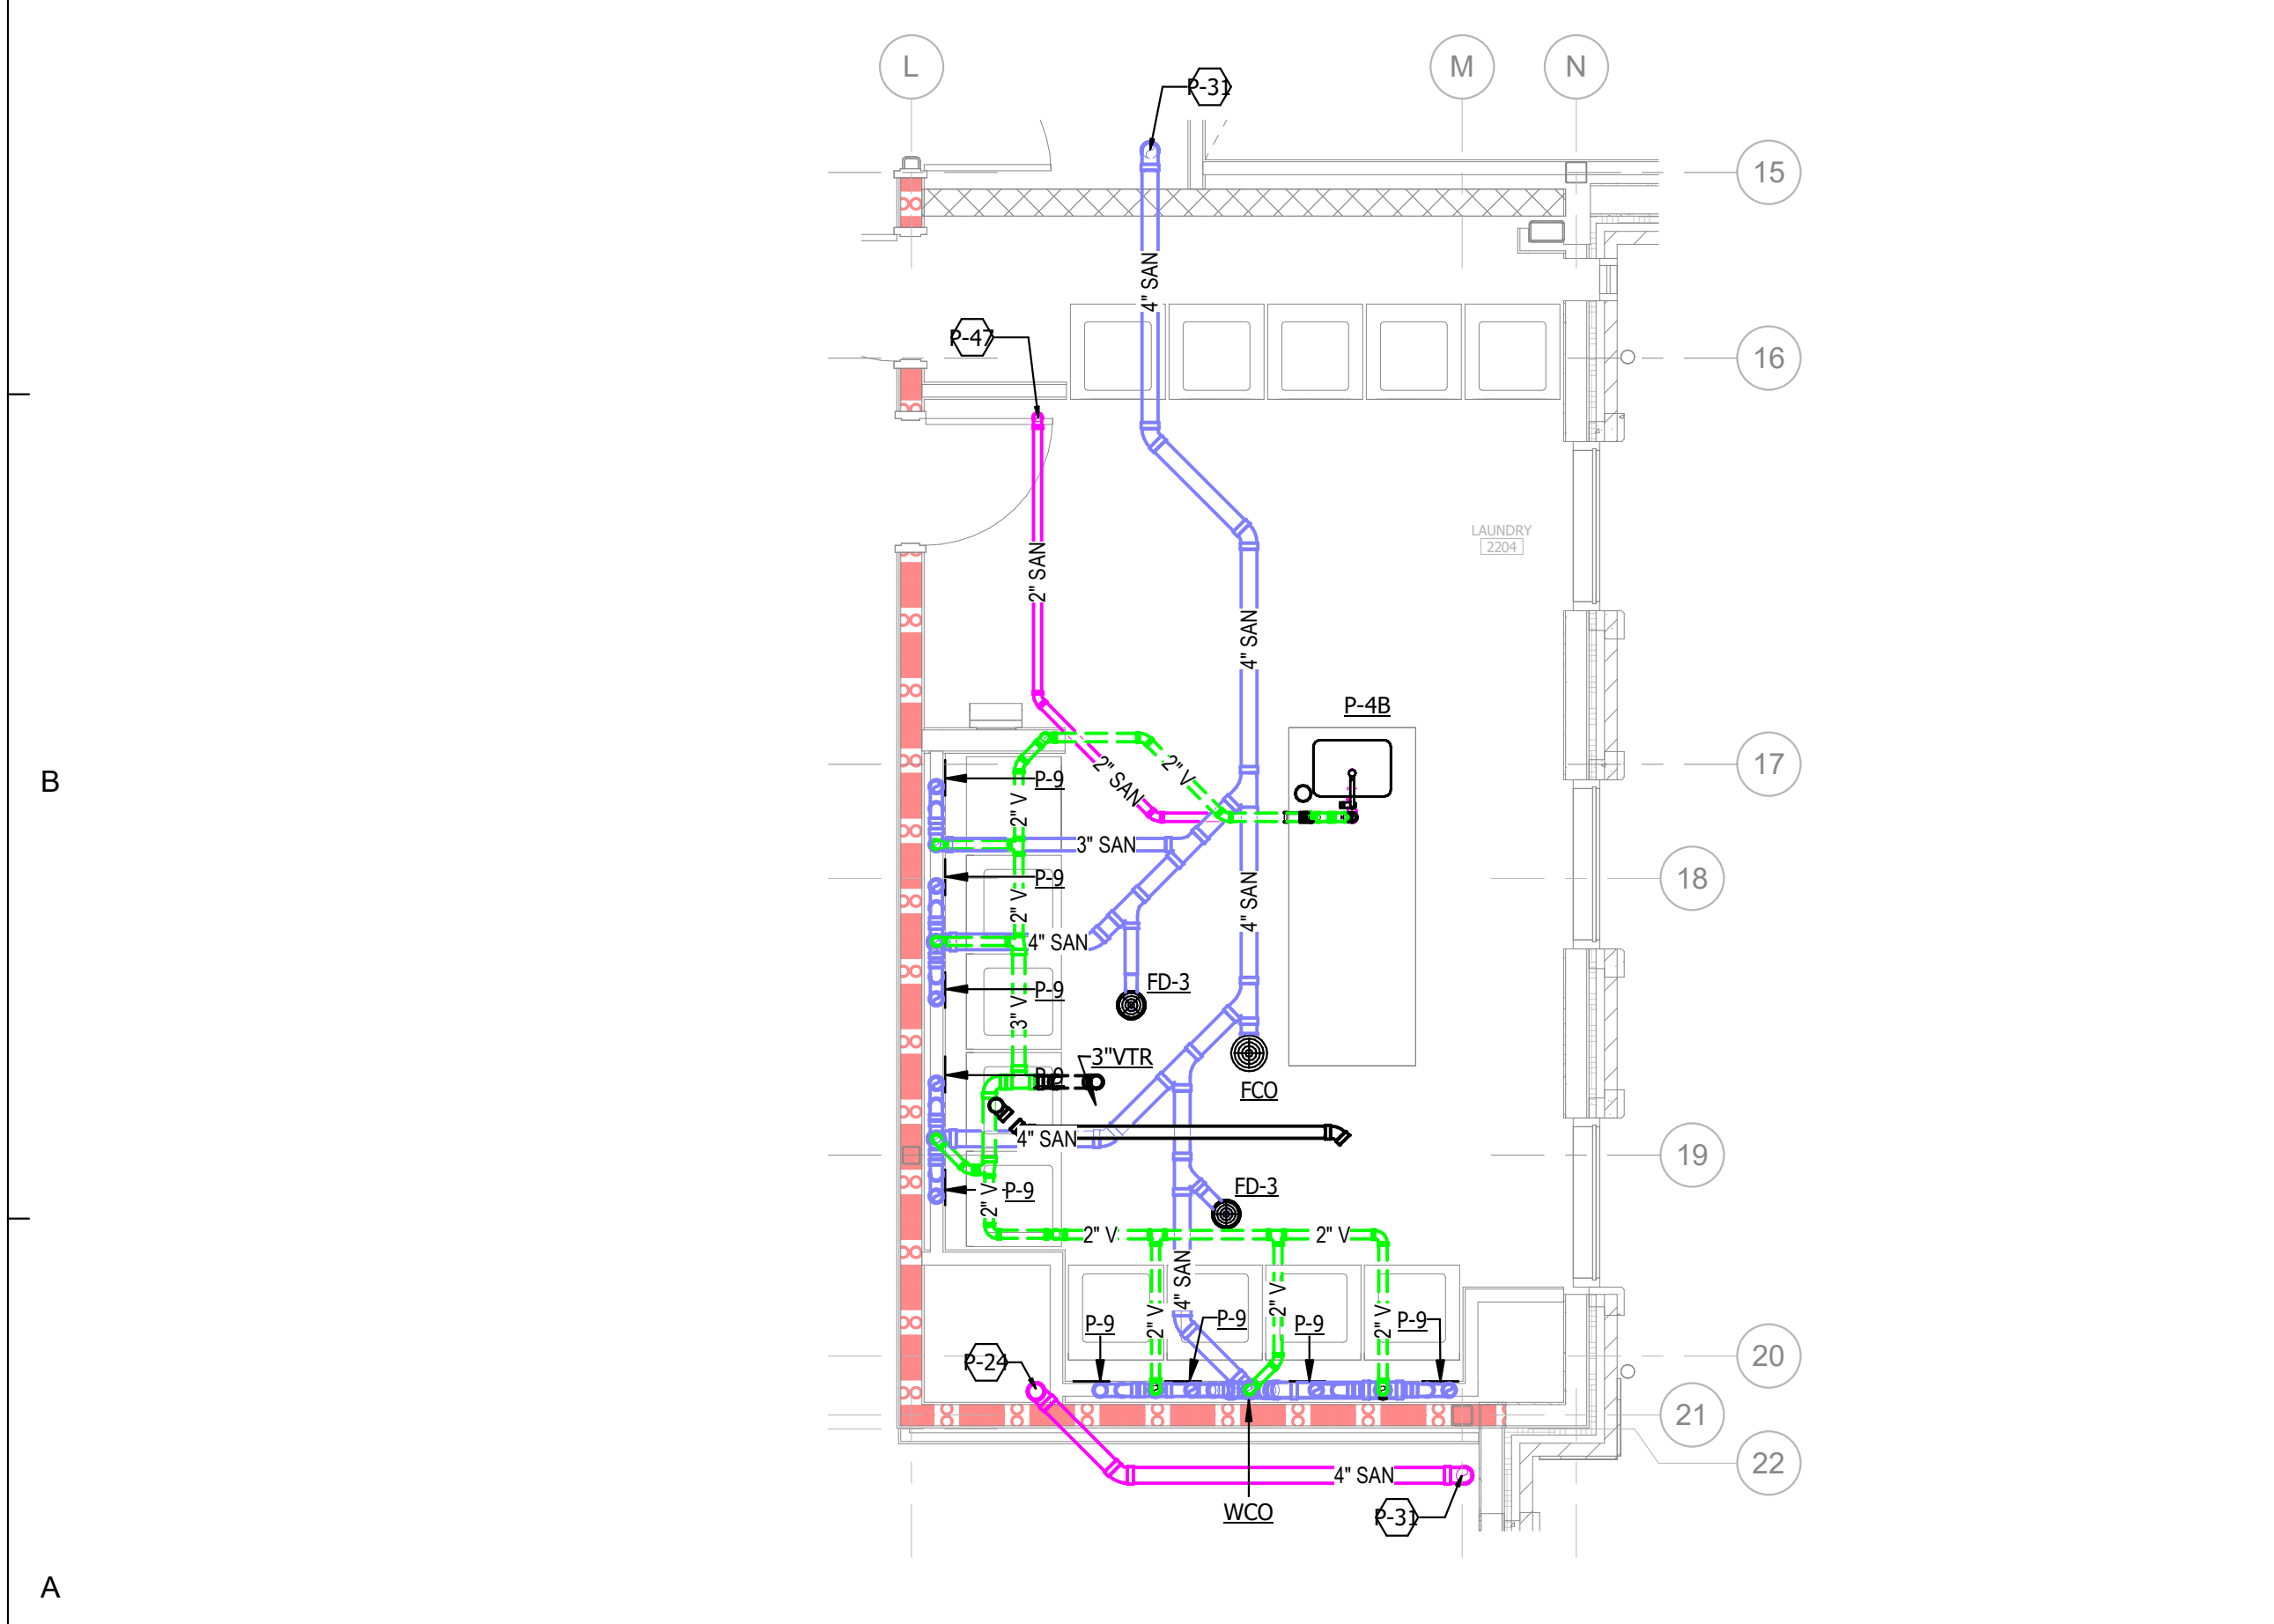 L
M
N
P-31
15
4" SAN
P-47
16
LAUNDRY
2204
2" SAN
4" SAN
P-4B
17
B
2" SAN
2" V
P-9
2" V
3" SAN
18
P-9
2" V
4" SAN
4" SAN
P-9
FD-3
3" V
3"VTR
P-9
FCO
4" SAN
19
P-9
FD-3
2" V
2" V
2" V
4" SAN
2" V
2" V
2" V
P-9
P-9
P-9
P-9
20
P-24
21
22
4" SAN
WCO
P-31
A